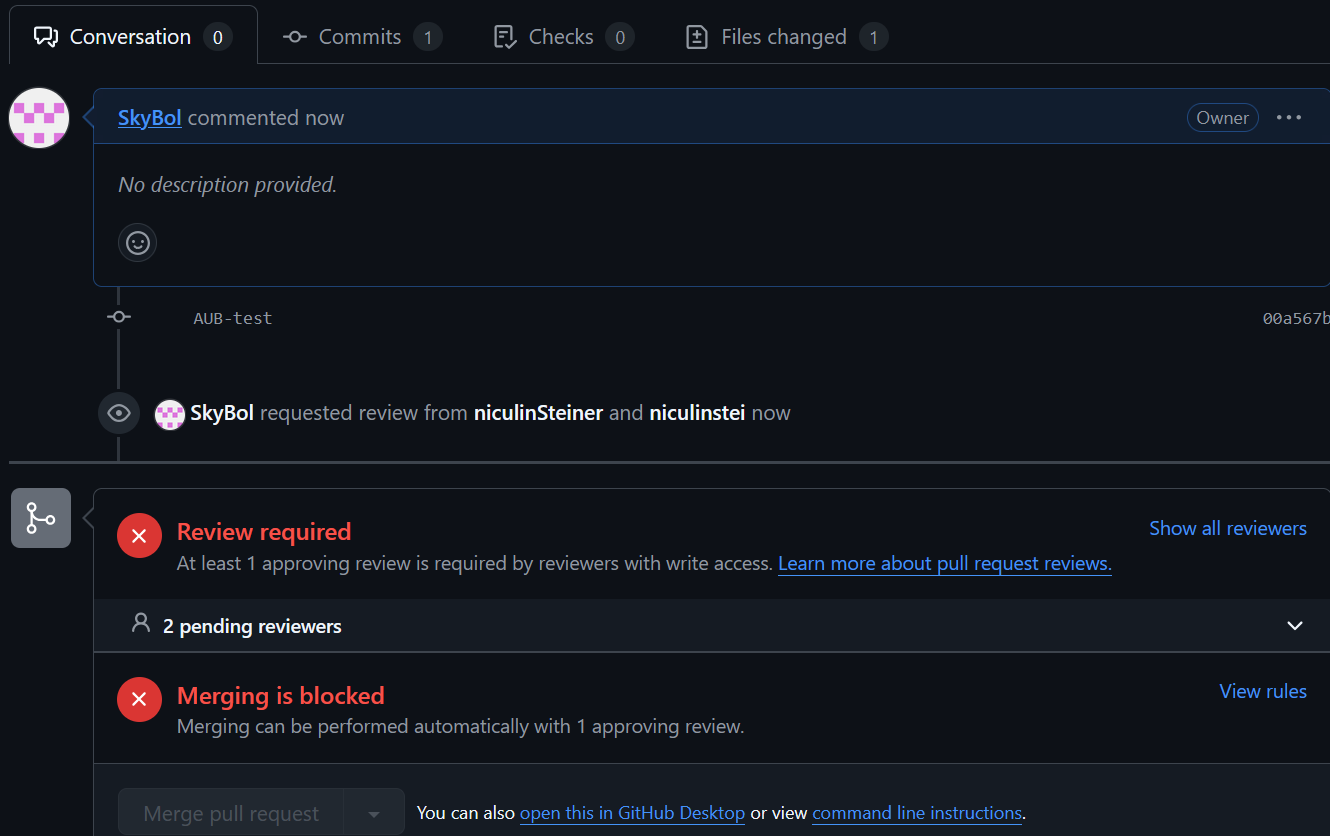 Conversation 0 Commits 1 Checks 0 Files changed 1
SkyBol commented now Owner
No description provided.
AUB-test 00a567b
SkyBol requested review from niculinSteiner and niculinstei now
Review required Show all reviewers
At least 1 approving review is required by reviewers with write access. Learn more about pull request reviews.
2 pending reviewers
Merging is blocked View rules
Merging can be performed automatically with 1 approving review.
Merge pull request You can also open this in GitHub Desktop or view command line instructions.